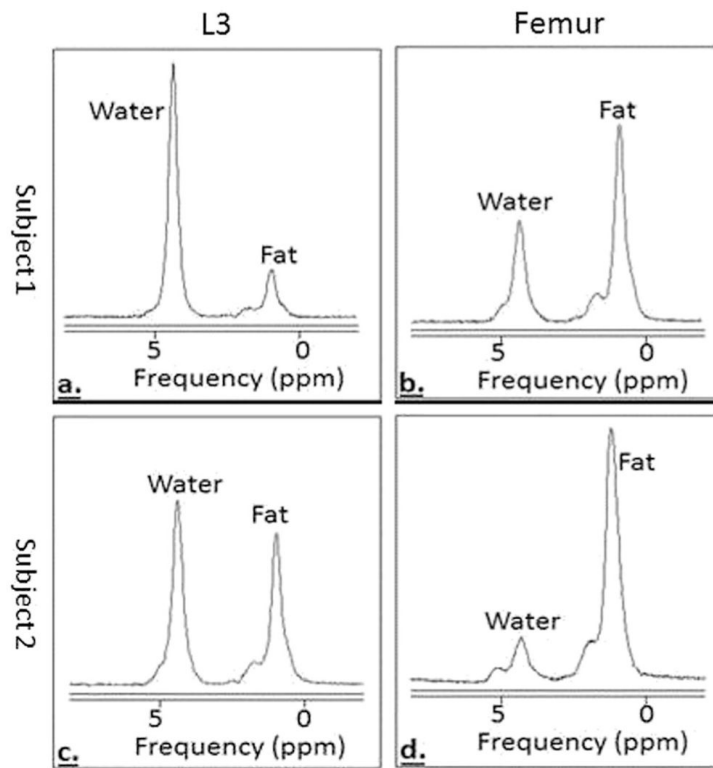 L3
Femur
Subject 1
Water
Fat
5
0
Frequency (ppm)
a.
Water
Fat
5
0
Frequency (ppm)
b.
Subject 2
Water
Fat
5
0
Frequency (ppm)
c.
Water
Fat
5
0
Frequency (ppm)
d.